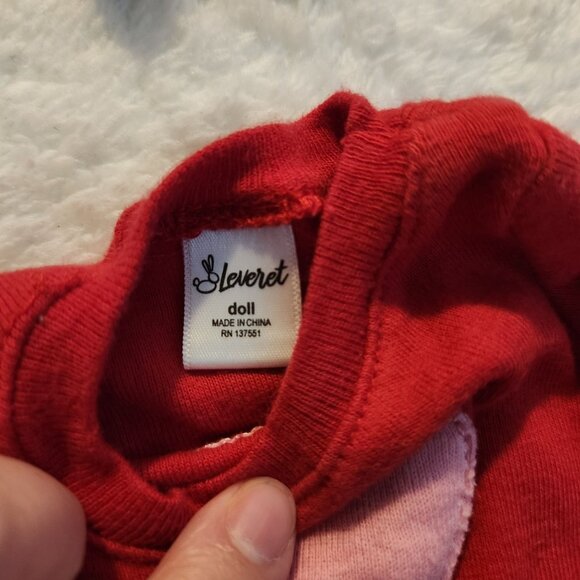 Leveret
doll
MADE IN CHINA
RN 137551